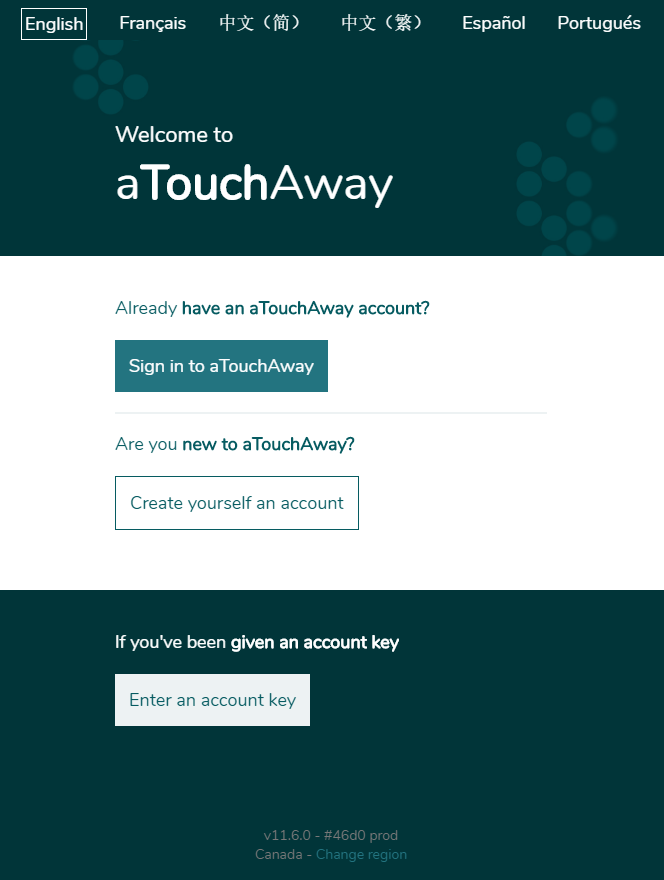 English Français 中文（简） 中文（繁） Español Portugués
Welcome to
aTouchAway
Already have an aTouchAway account?
Sign in to aTouchAway
Are you new to aTouchAway?
Create yourself an account
If you've been given an account key
Enter an account key
v11.6.0 - #46d0 prod
Canada - Change region